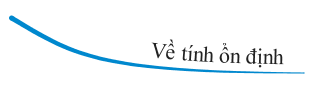 Về tính ổn định